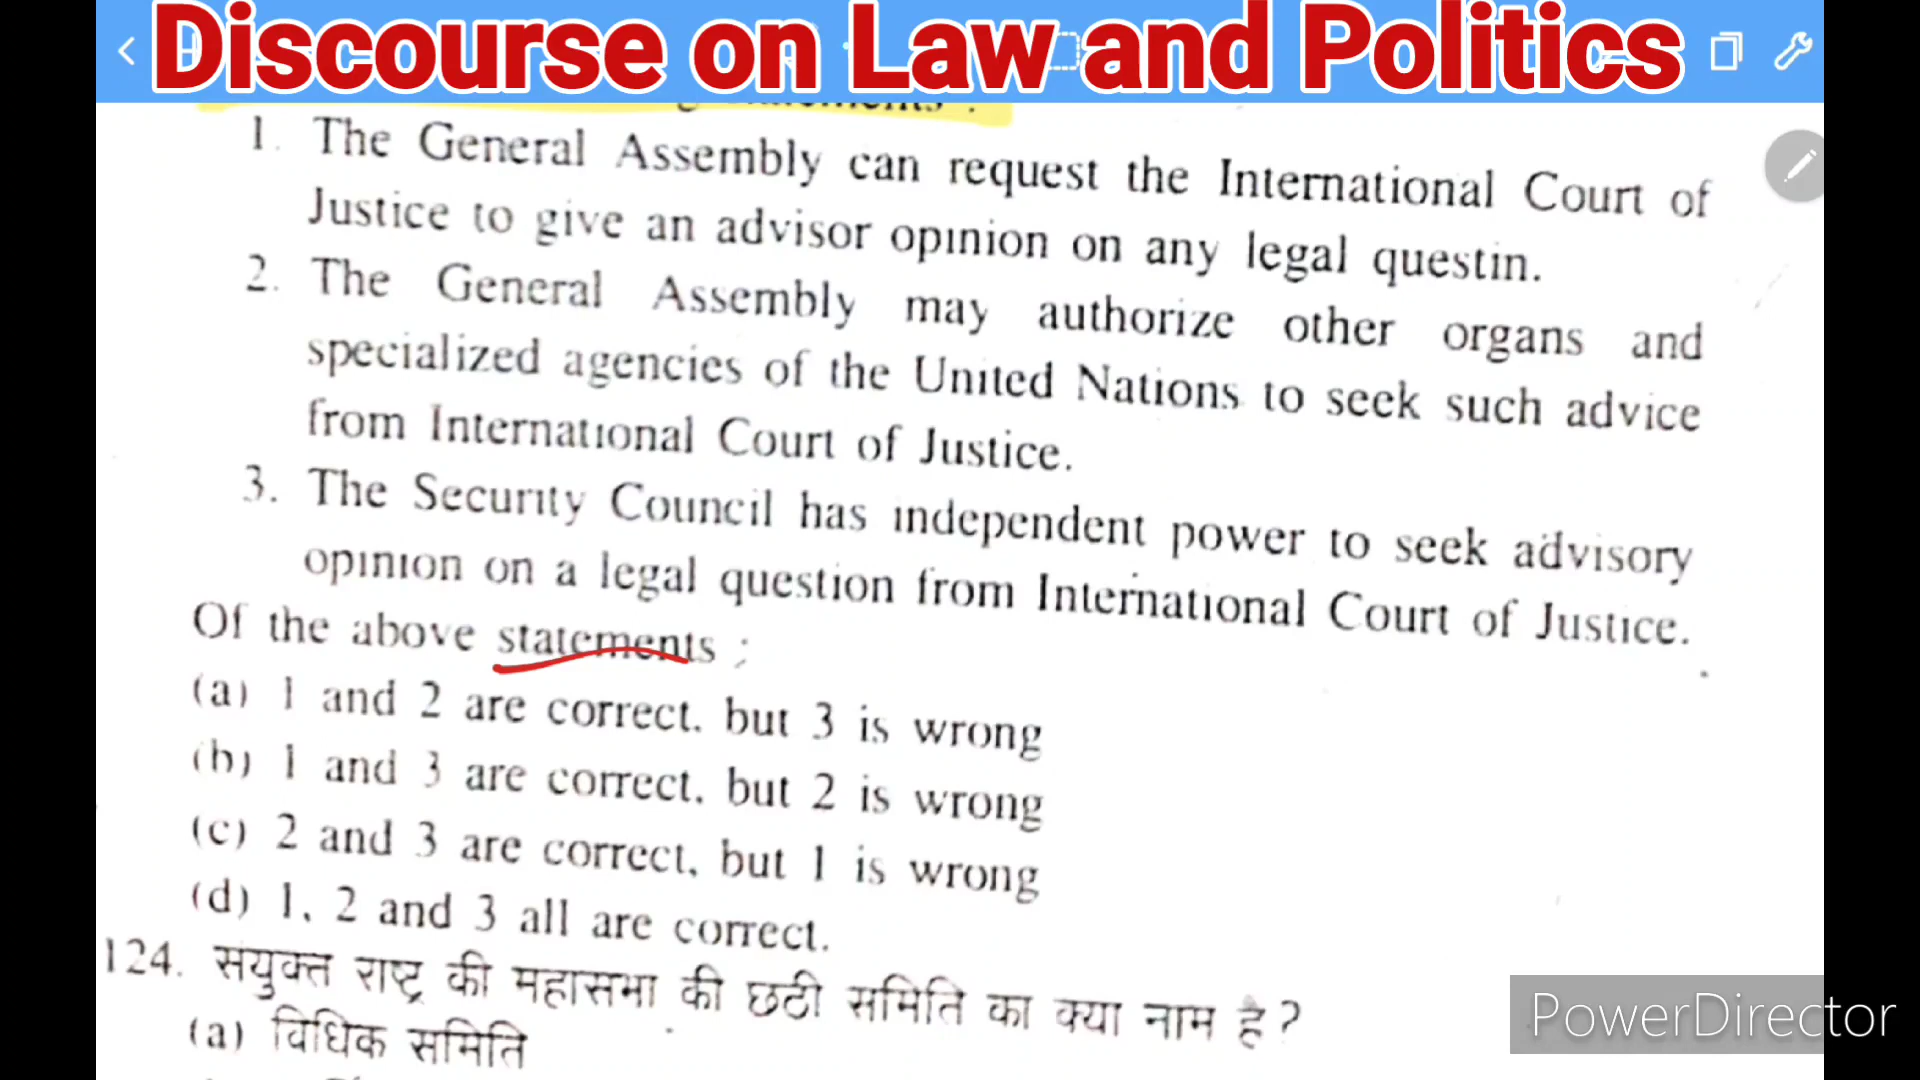 Discourse on Law and Politics
1. The General Assembly can request the International Court of
Justice to give an advisor opinion on any legal questin.
2. The General Assembly may authorize other organs and
specialized agencies of the United Nations to seek such advice
from International Court of Justice.
3. The Security Council has independent power to seek advisory
opinion on a legal question from International Court of Justice.
Of the above statements ;
(a) 1 and 2 are correct. but 3 is wrong
(b) 1 and 3 are correct. but 2 is wrong
(c) 2 and 3 are correct, but 1 is wrong
(d) 1, 2 and 3 all are correct.
124. संयुक्त राष्ट्र की महासभा की छठी समिति का क्या नाम है ?
(a) विधिक समिति
PowerDirector